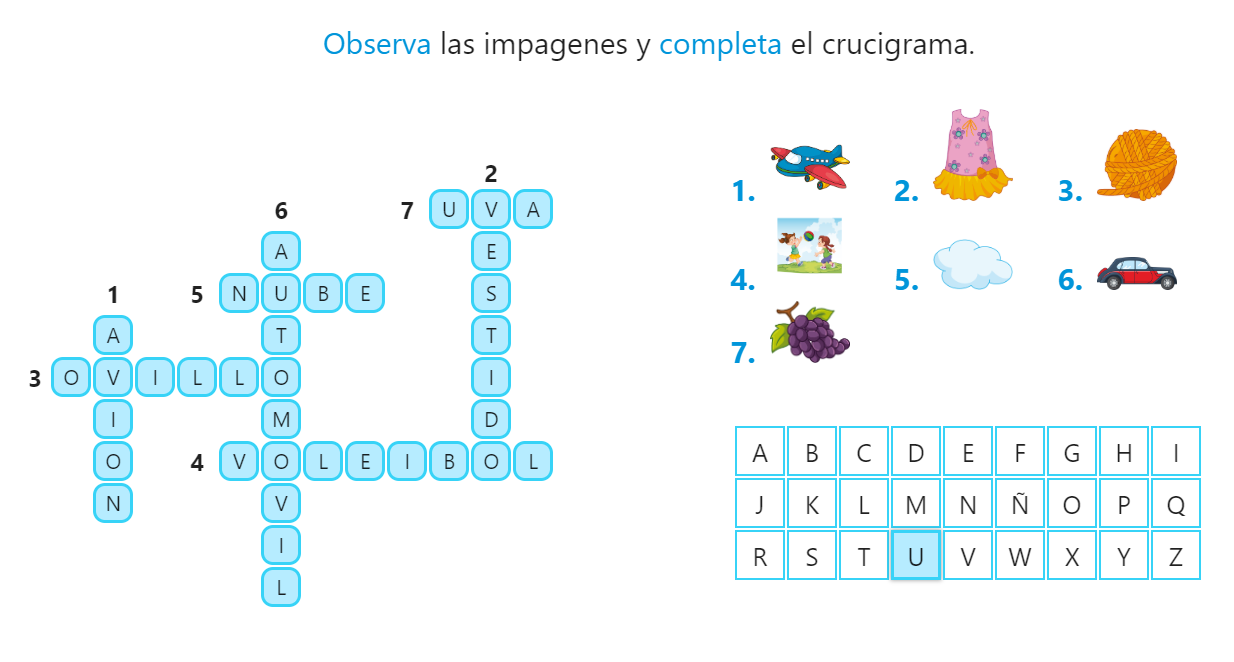 Observa las impagenes y completa el crucigrama.
2
6 7 U V A
A E
1 5 N U B E S
A T T
3 O V I L L O I
I M D
O 4 V O L E I B O L
N V
I
L
1. 2. 3.
4. 5. 6.
7.
A B C D E F G H I
J K L M N Ñ O P Q
R S T U V W X Y Z